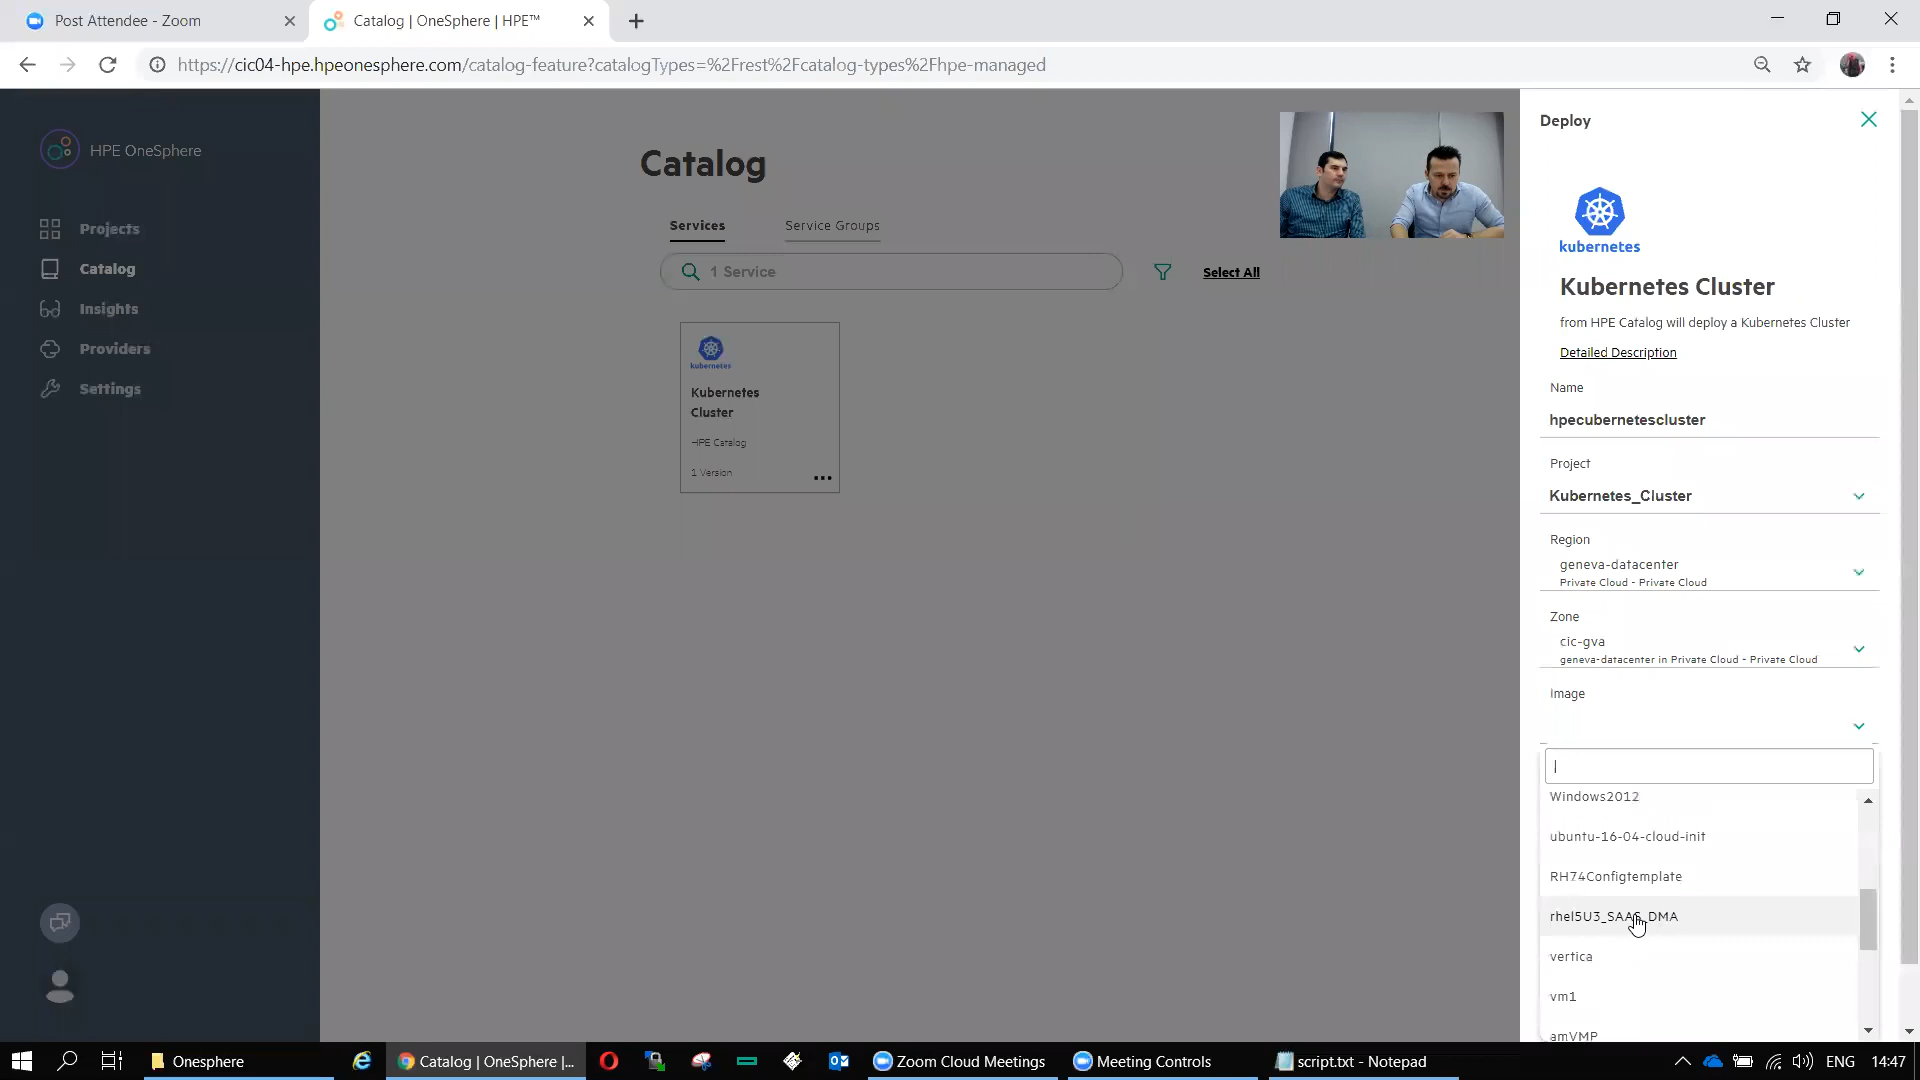 Post Attendee - Zoom
Catalog | OneSphere | HPE™
https://cic04-hpe.hpeonesphere.com/catalog-feature?catalogTypes=%2Frest%2Fcatalog-types%2Fhpe-managed
HPE OneSphere
Projects
Catalog
Insights
Providers
Settings
Catalog
Services
Service Groups
1 Service
Select All
kubernetes
Kubernetes
Cluster
HPE Catalog
1 Version
Deploy
kubernetes
Kubernetes Cluster
from HPE Catalog will deploy a Kubernetes Cluster
Detailed Description
Name
hpecubernetescluster
Project
Kubernetes_Cluster
Region
geneva-datacenter
Private Cloud - Private Cloud
Zone
cic-gva
geneva-datacenter in Private Cloud - Private Cloud
Image
Windows2012
ubuntu-16-04-cloud-init
RH74Configtemplate
rhel5U3_SAAS_DMA
vertica
vm1
amVMP
Onesphere
Catalog | OneSphere |...
Zoom Cloud Meetings
Meeting Controls
script.txt - Notepad
ENG
14:47